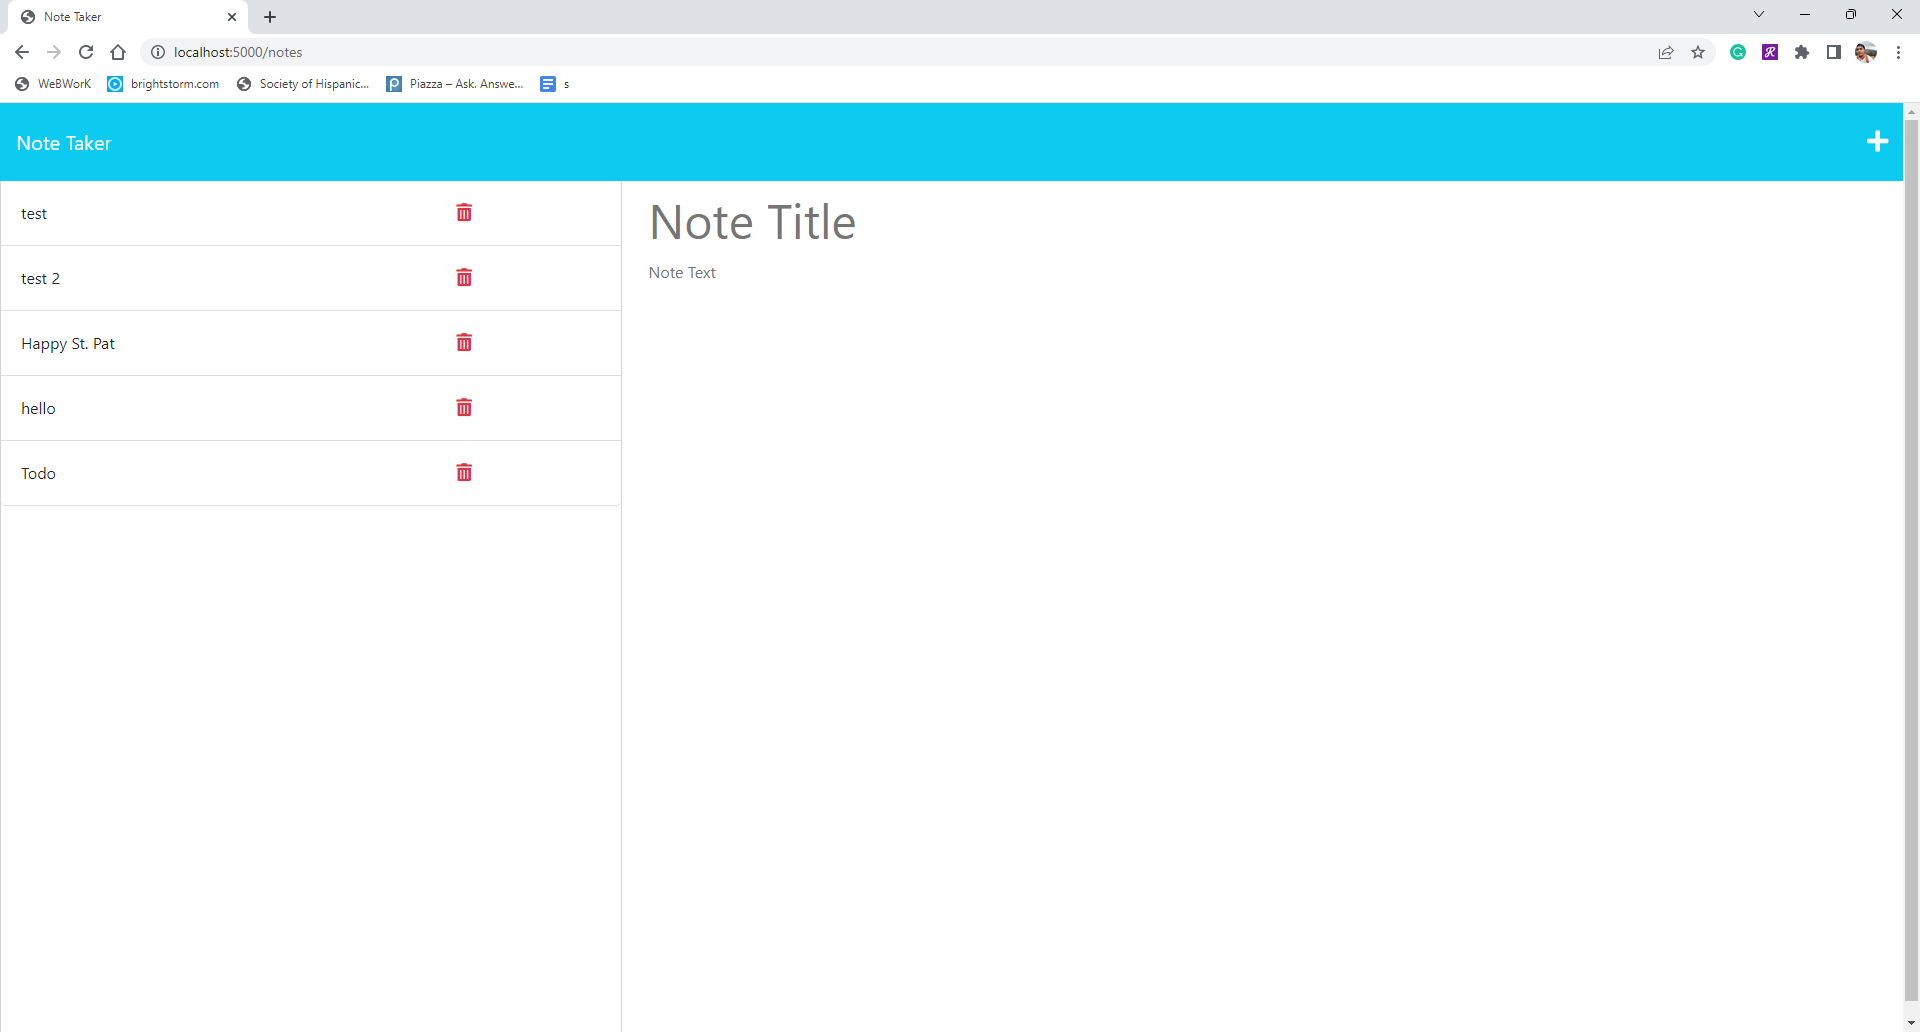 Note Taker
localhost:5000/notes
WeBWorK brightstorm.com Society of Hispanic... Piazza – Ask. Answe... s
Note Taker
test
test 2
Happy St. Pat
hello
Todo
Note Title
Note Text